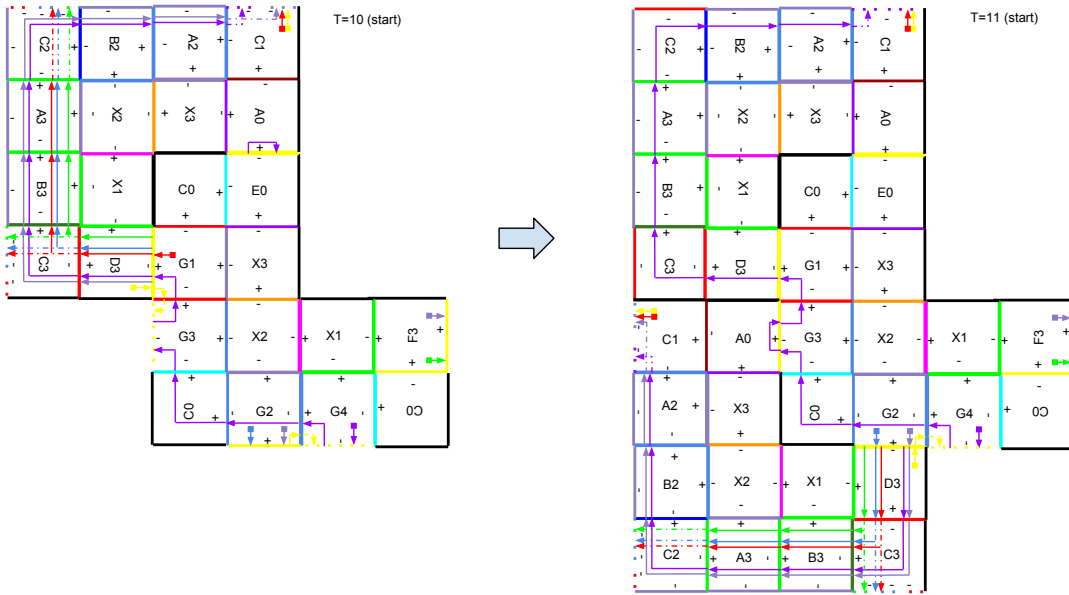 T=10 (start)
T=11 (start)
C2 B2 A2 C1
A3 X2 X3 A0
B3 X1 C0 E0
C3 D3 G1 X3
G3 X2 X1 F3
C0 G2 G4 C0
C2 B2 A2 C1
A3 X2 X3 A0
B3 X1 C0 E0
C3 D3 G1 X3
C1 A0 G3 X2 X1 F3
A2 X3 C0 G2 G4 C0
B2 X2 X1 D3
C2 A3 B3 C3